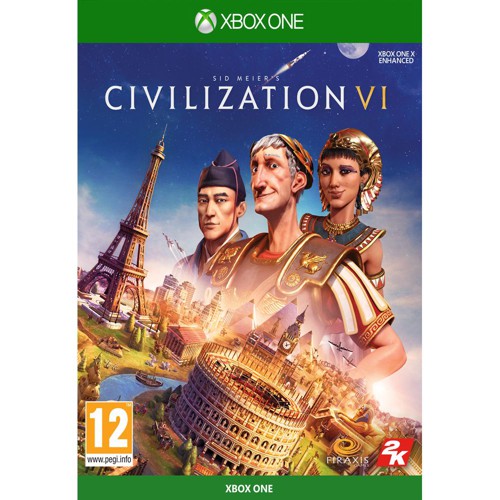 XBOX ONE
XBOX ONE X
ENHANCED
SID MEIER'S
CIVILIZATION VI
12
www.pegi.info
FIRAXIS
2K
XBOX ONE